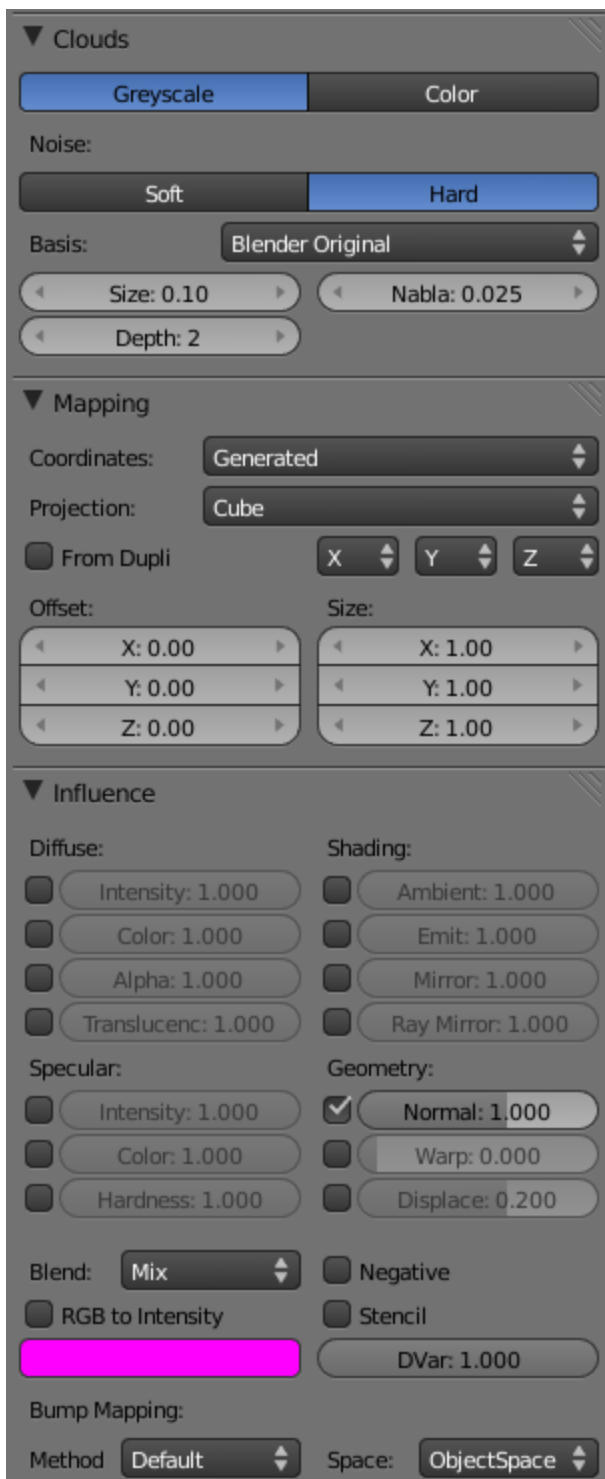 Clouds
Greyscale Color
Noise:
Soft Hard
Basis: Blender Original
Size: 0.10 Nabla: 0.025
Depth: 2
Mapping
Coordinates: Generated
Projection: Cube
From Dupli X Y Z
Offset: Size:
X: 0.00 X: 1.00
Y: 0.00 Y: 1.00
Z: 0.00 Z: 1.00
Influence
Diffuse: Shading:
Intensity: 1.000 Ambient: 1.000
Color: 1.000 Emit: 1.000
Alpha: 1.000 Mirror: 1.000
Translucenc: 1.000 Ray Mirror: 1.000
Specular: Geometry:
Intensity: 1.000 Normal: 1.000
Color: 1.000 Warp: 0.000
Hardness: 1.000 Displace: 0.200
Blend: Mix Negative
RGB to Intensity Stencil
DVar: 1.000
Bump Mapping:
Method Default Space: ObjectSpace